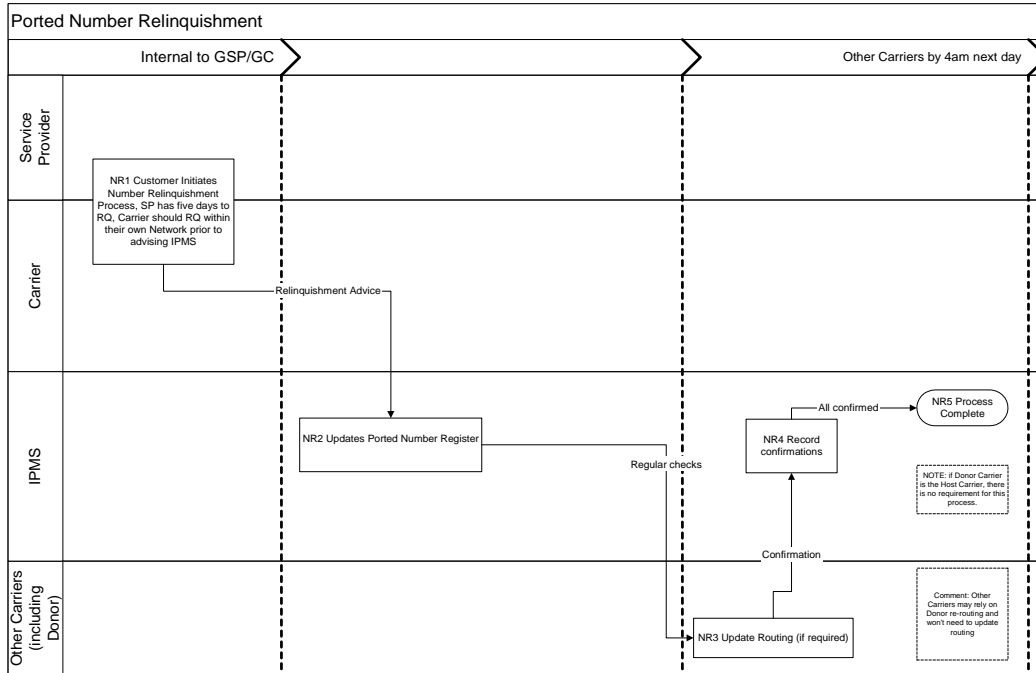 Ported Number Relinquishment
Internal to GSP/GC
Other Carriers by 4am next day
Service
Provider
NR1 Customer Initiates
Number Relinquishment
Process, SP has five days to
RQ, Carrier should RQ within
their own Network prior to
advising IPMS
Carrier
Relinquishment Advice
IPMS
NR2 Updates Ported Number Register
Regular checks
NR4 Record
confirmations
All confirmed
NR5 Process
Complete
NOTE: if Donor Carrier
is the Host Carrier, there
is no requirement for this
process.
Confirmation
Other Carriers
(including
Donor)
NR3 Update Routing (if required)
Comment: Other
Carriers may rely on
Donor re-routing and
won't need to update
routing